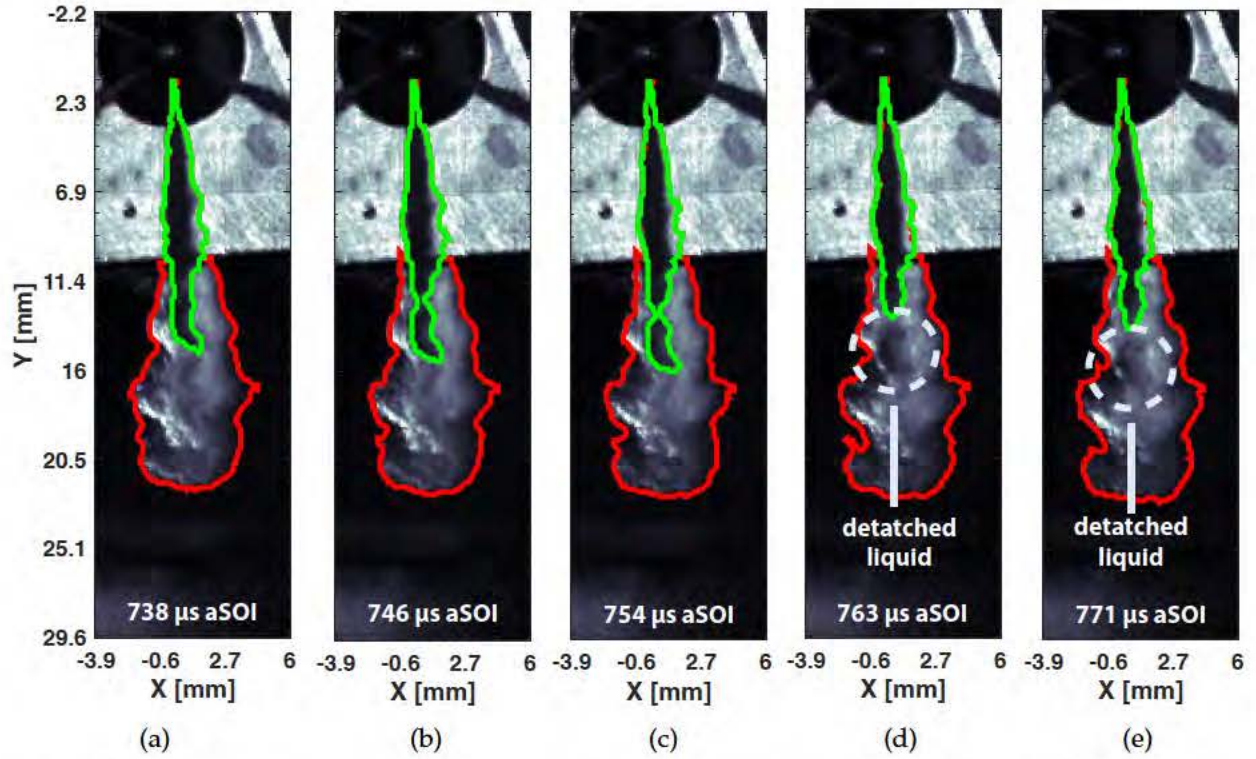 -2.2
2.3
6.9
11.4
16
20.5
25.1
29.6
Y [mm]
738 µs aSOI
746 µs aSOI
754 µs aSOI
detatched
liquid
763 µs aSOI
detatched
liquid
771 µs aSOI
-3.9 -0.6 2.7 6
-3.9 -0.6 2.7 6
-3.9 -0.6 2.7 6
-3.9 -0.6 2.7 6
-3.9 -0.6 2.7 6
X [mm]
X [mm]
X [mm]
X [mm]
X [mm]
(a)
(b)
(c)
(d)
(e)